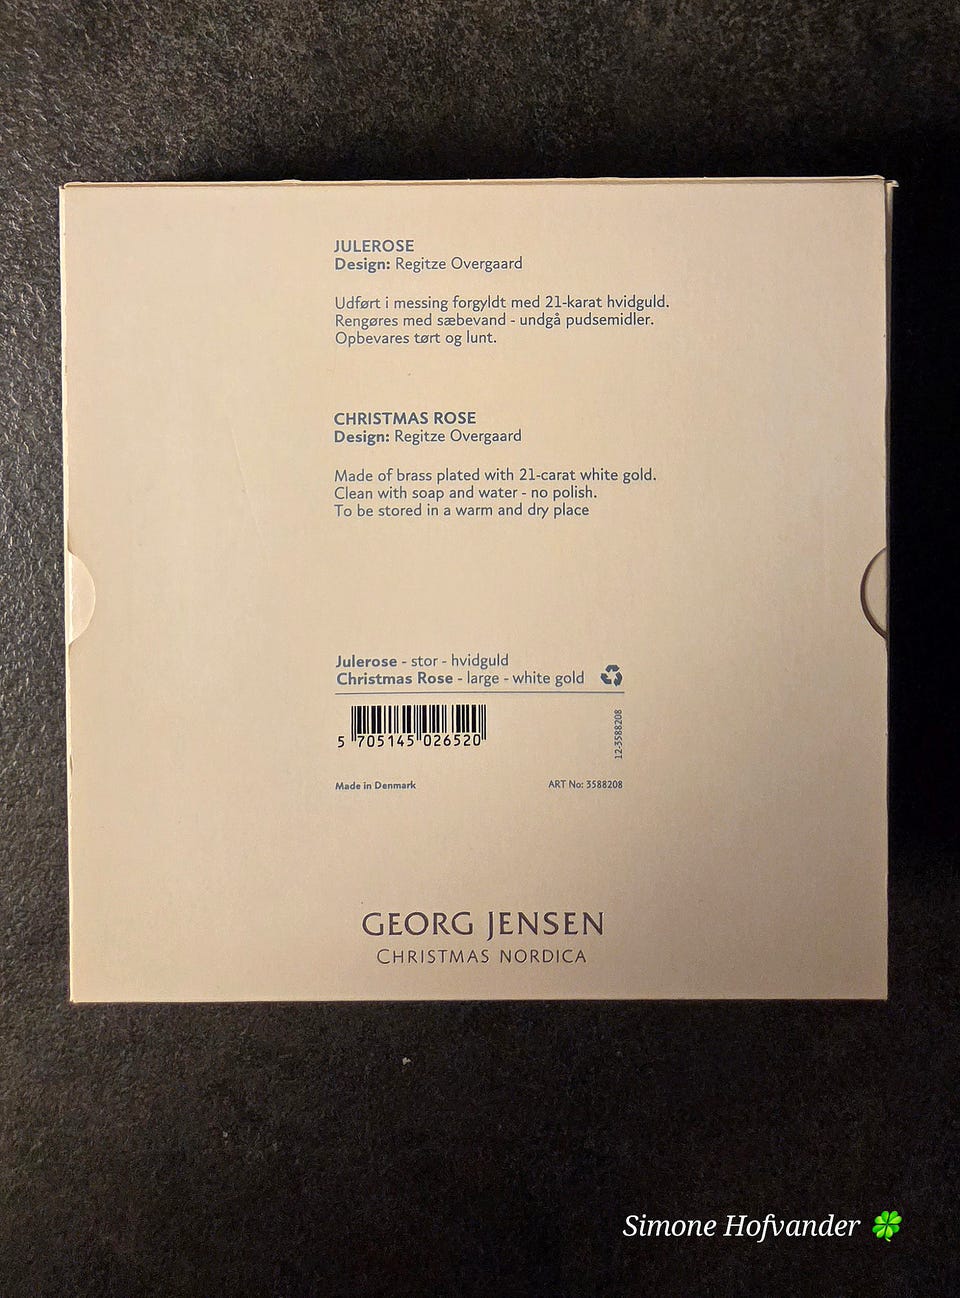 JULEROSE
Design: Regitze Overgaard
Udført i messing forgyldt med 21-karat hvidguld.
Rengøres med sæbevand - undgå pudsemidler.
Opbevares tørt og lunt.
CHRISTMAS ROSE
Design: Regitze Overgaard
Made of brass plated with 21-carat white gold.
Clean with soap and water - no polish.
To be stored in a warm and dry place
Julerose - stor - hvidguld
Christmas Rose - large - white gold
5 705145 026520
12-3588208
Made in Denmark
ART No: 3588208
GEORG JENSEN
CHRISTMAS NORDICA
Simone Hofvander 🍀